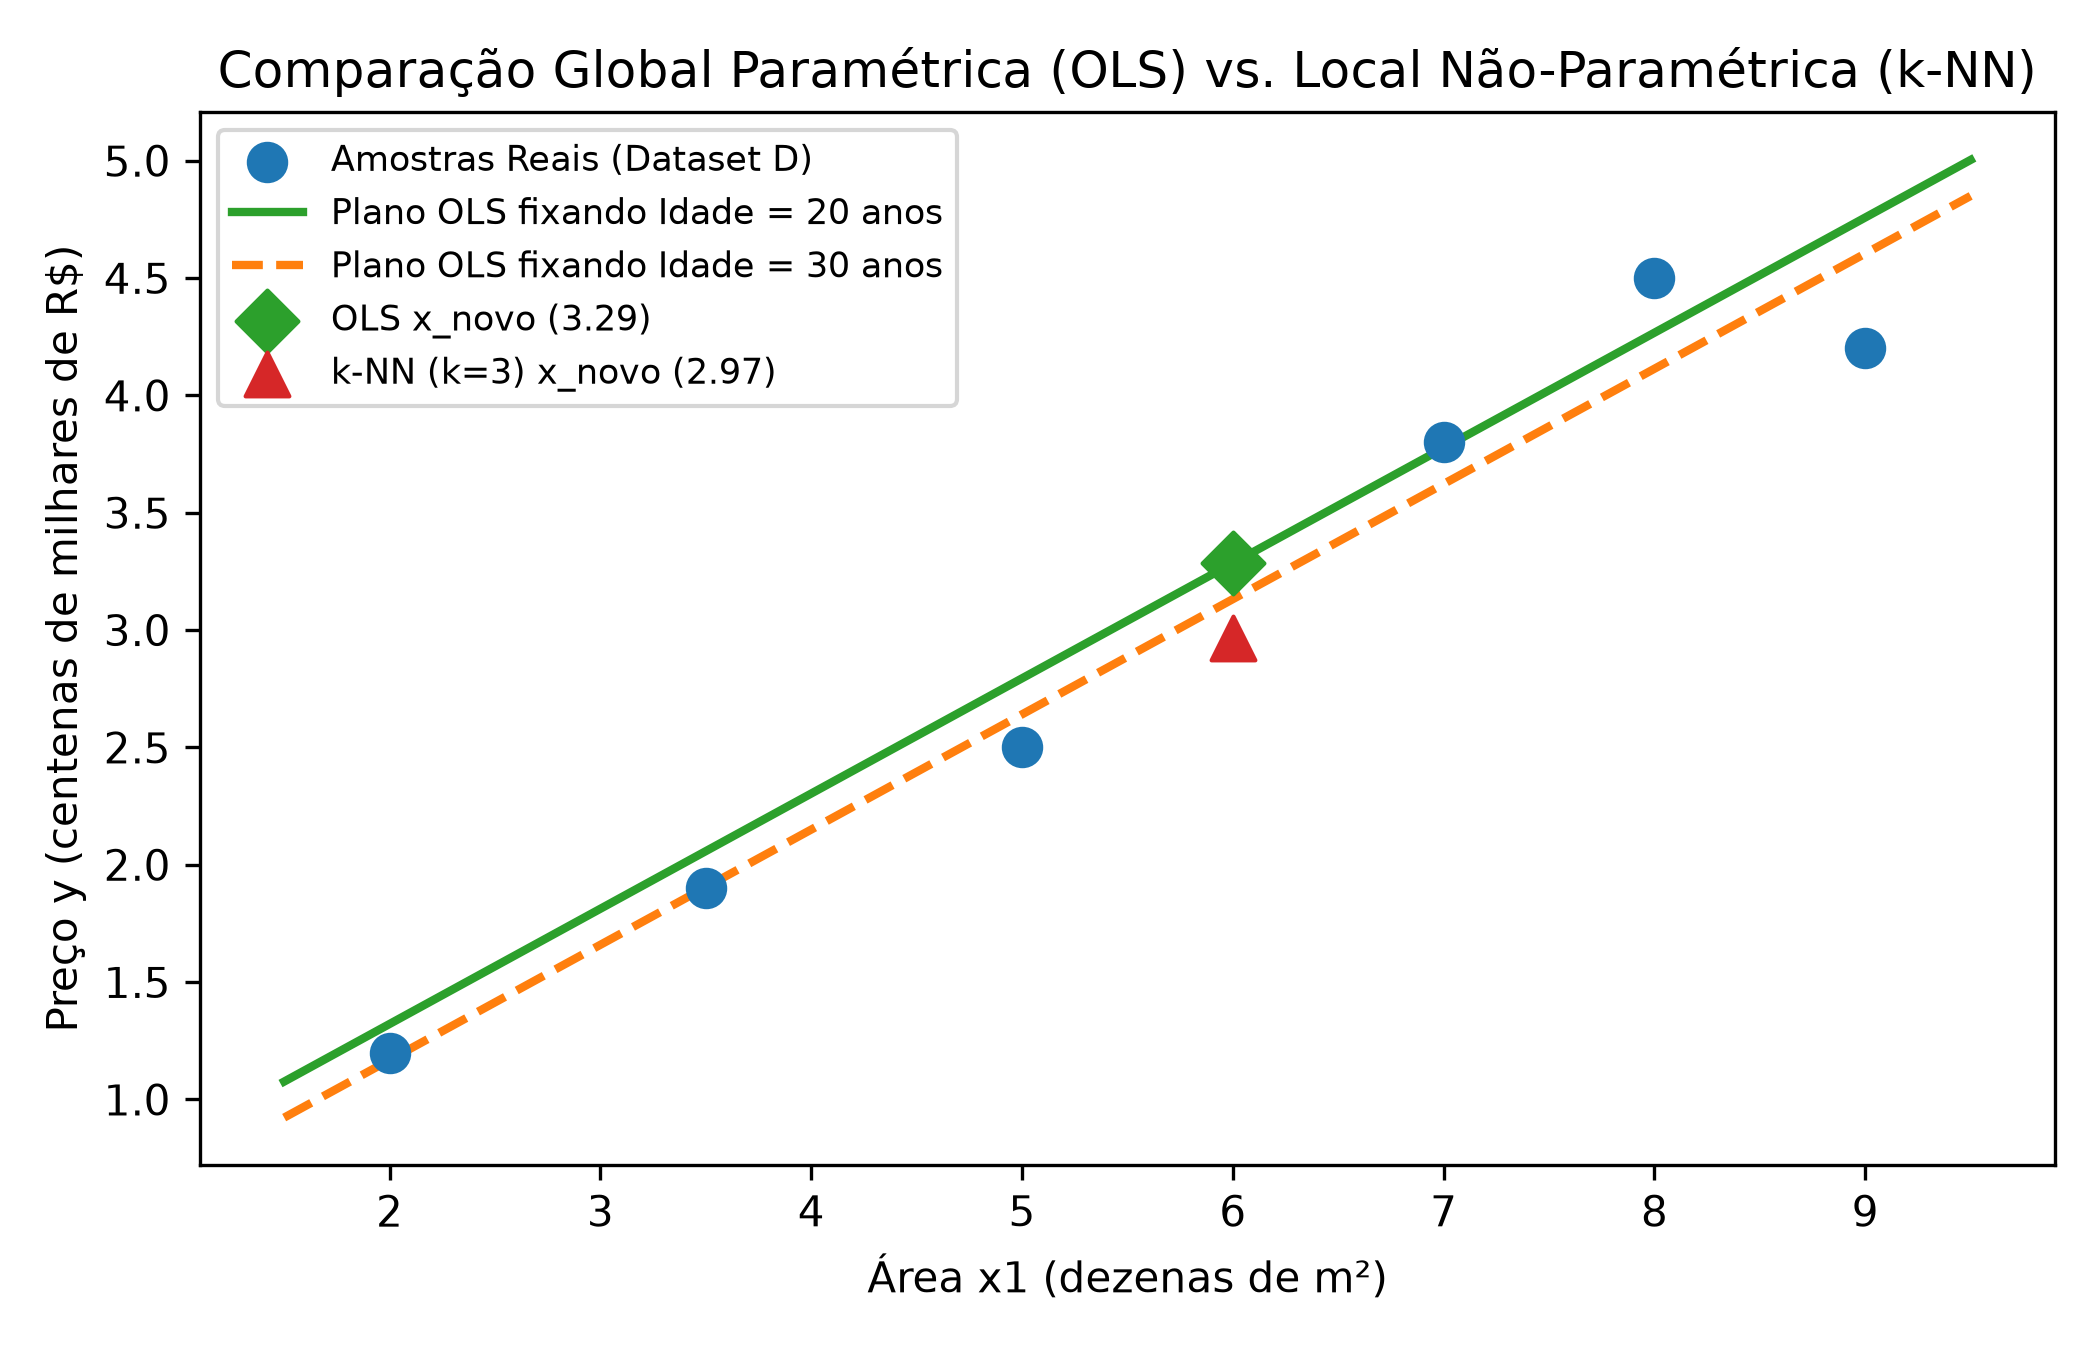 Comparação Global Paramétrica (OLS) vs. Local Não-Paramétrica (k-NN)
Amostras Reais (Dataset D)
Plano OLS fixando Idade = 20 anos
Plano OLS fixando Idade = 30 anos
OLS x_novo (3.29)
k-NN (k=3) x_novo (2.97)
Preço y (centenas de milhares de R$)
5.0
4.5
4.0
3.5
3.0
2.5
2.0
1.5
1.0
2 3 4 5 6 7 8 9
Área x1 (dezenas de m²)